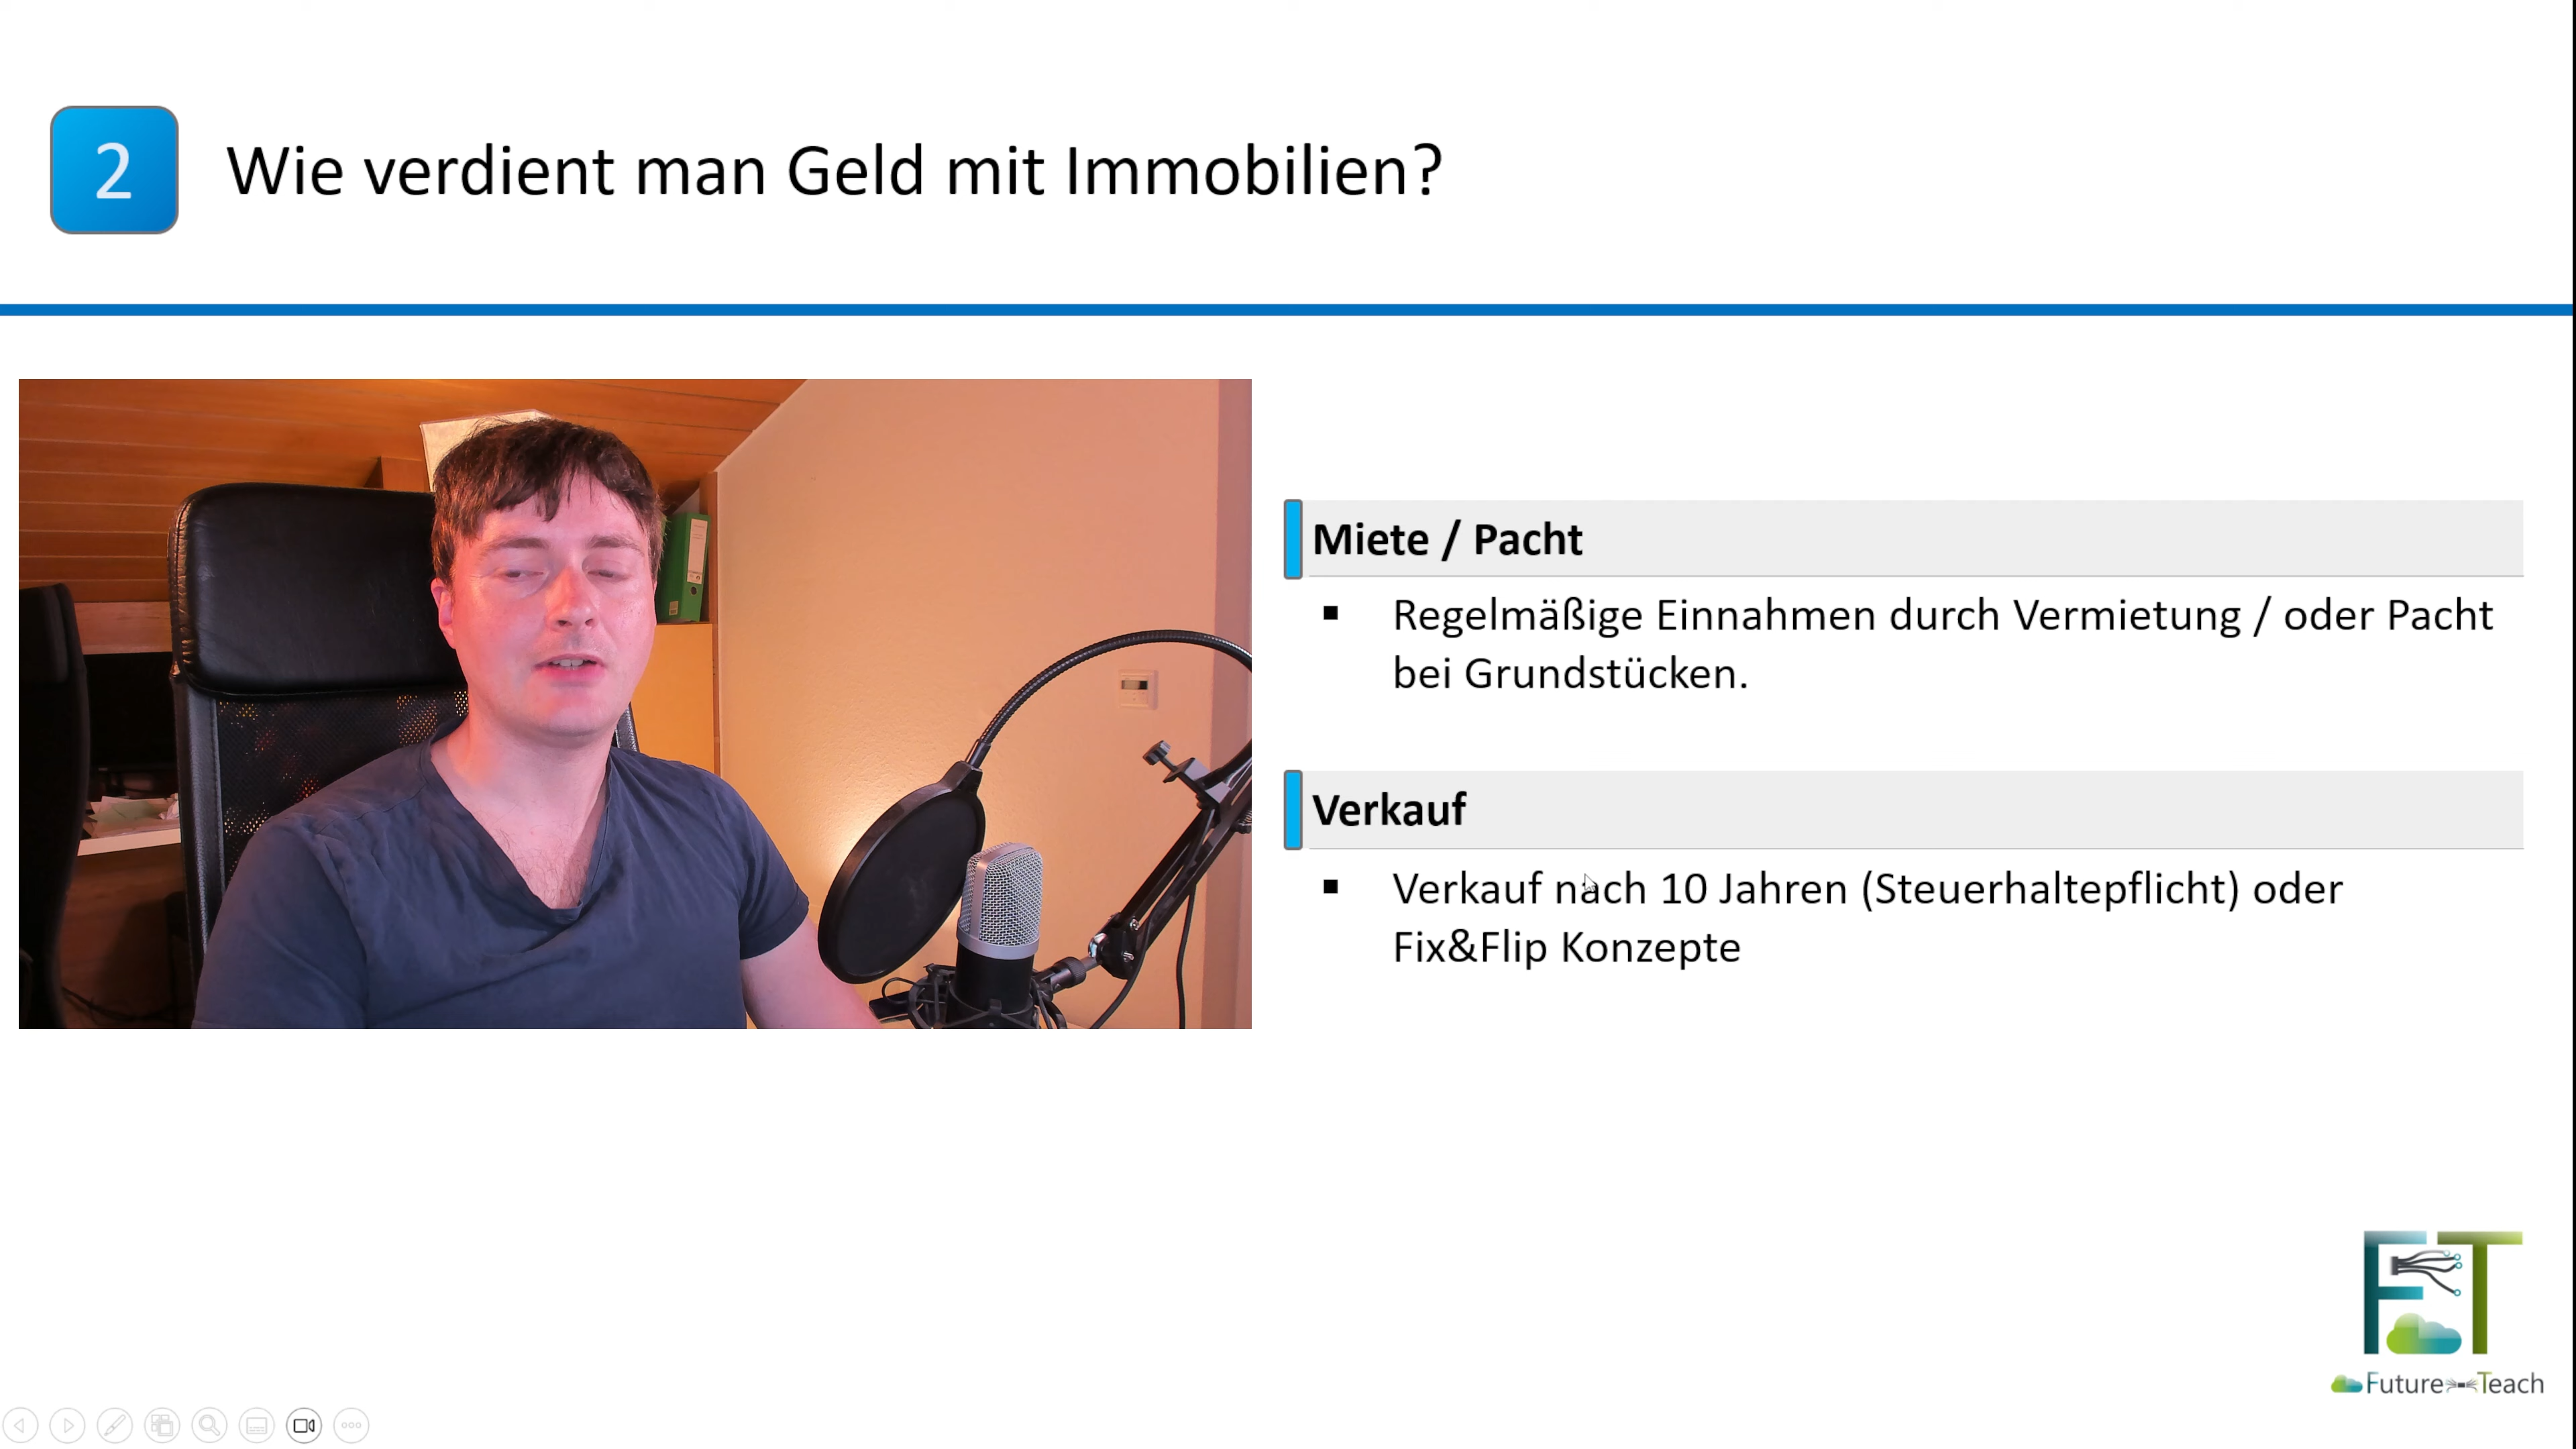 2
Wie verdient man Geld mit Immobilien?
Miete / Pacht
▪ Regelmäßige Einnahmen durch Vermietung / oder Pacht
bei Grundstücken.
Verkauf
▪ Verkauf nach 10 Jahren (Steuerhaltepflicht) oder
Fix&Flip Konzepte
FT
Future Teach